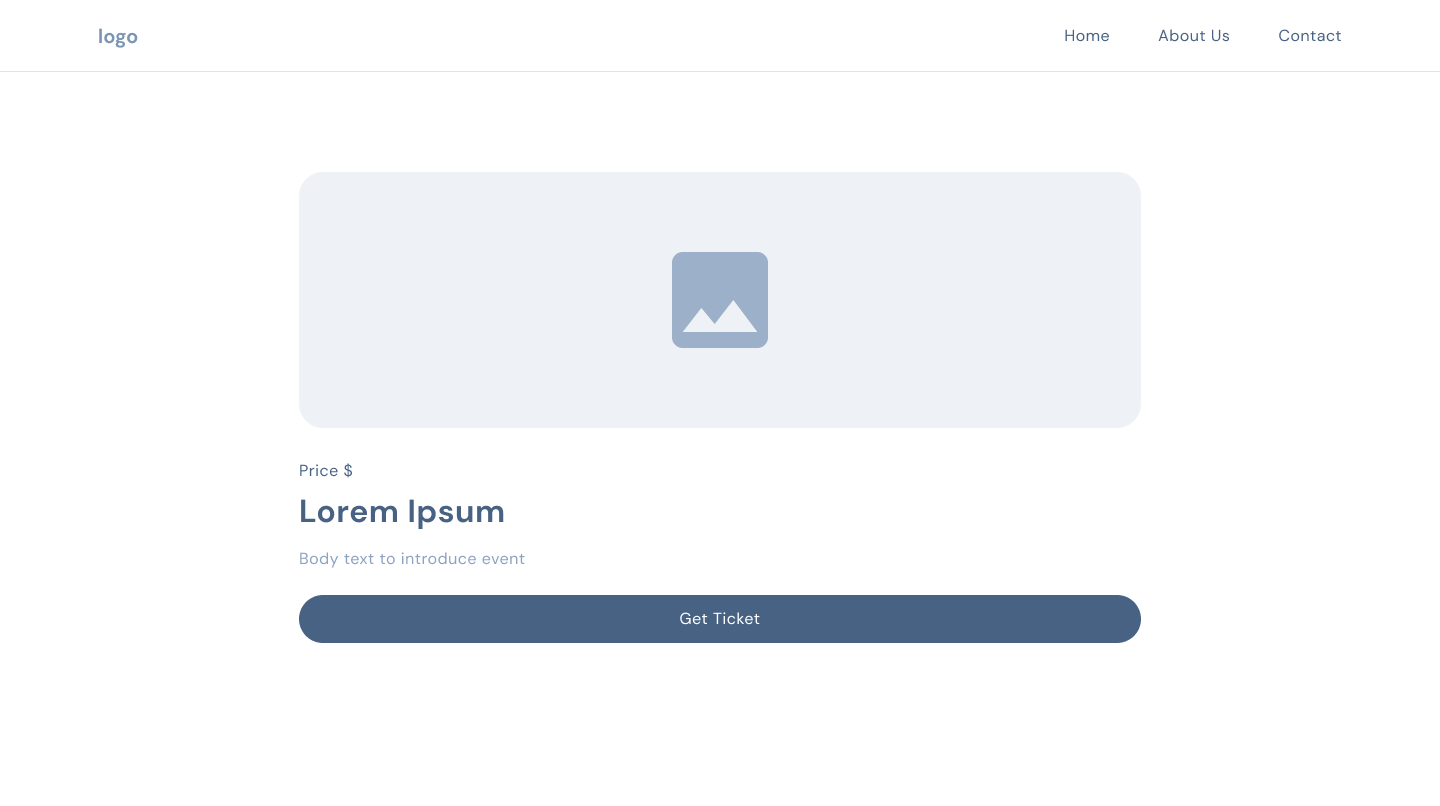 logo
Home
About Us
Contact
Price $
Lorem Ipsum
Body text to introduce event
Get Ticket